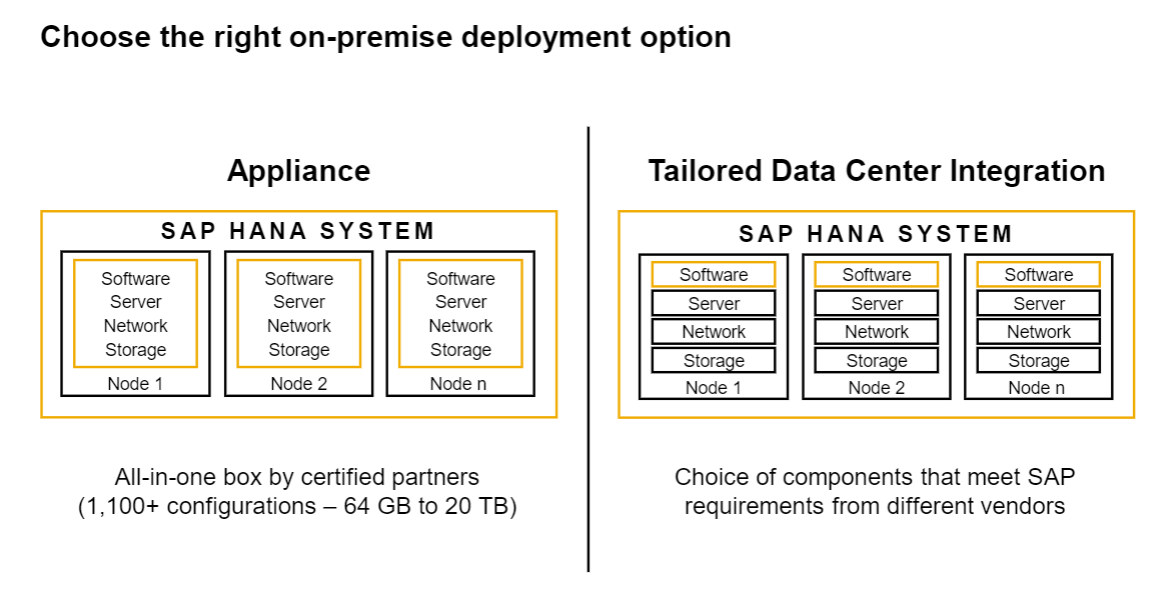 Choose the right on-premise deployment option
Appliance
SAP HANA SYSTEM
Software
Server
Network
Storage
Node 1
Software
Server
Network
Storage
Node 2
Software
Server
Network
Storage
Node n
All-in-one box by certified partners
(1,100+ configurations – 64 GB to 20 TB)
Tailored Data Center Integration
SAP HANA SYSTEM
Software
Server
Network
Storage
Node 1
Software
Server
Network
Storage
Node 2
Software
Server
Network
Storage
Node n
Choice of components that meet SAP
requirements from different vendors